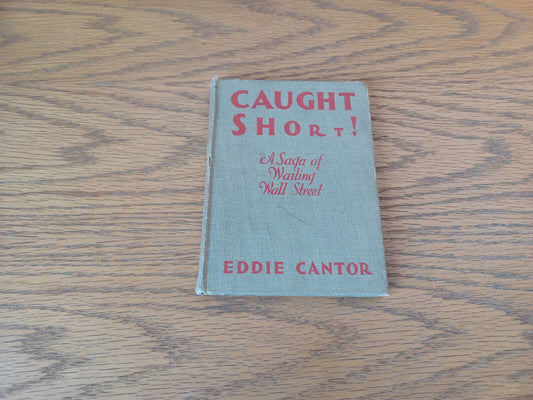 CAUGHT
SHORT!
A Saga of
Wailing
Wall Street
EDDIE CANTOR